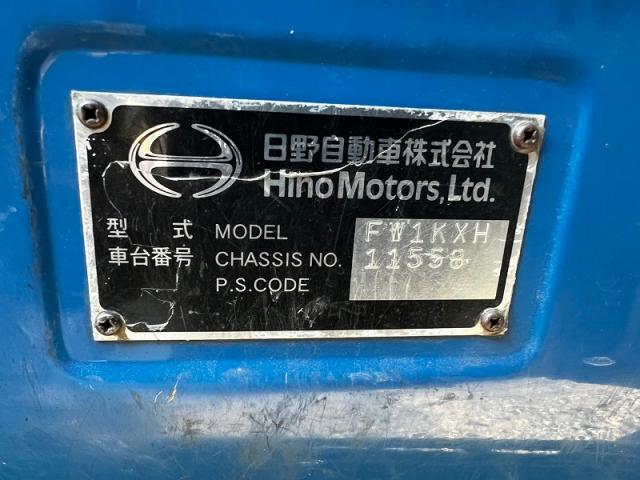 日野自動車株式会社
Hino Motors, Ltd.
型 式 MODEL FW1KXH
車台番号 CHASSIS NO. 11558
P.S.CODE